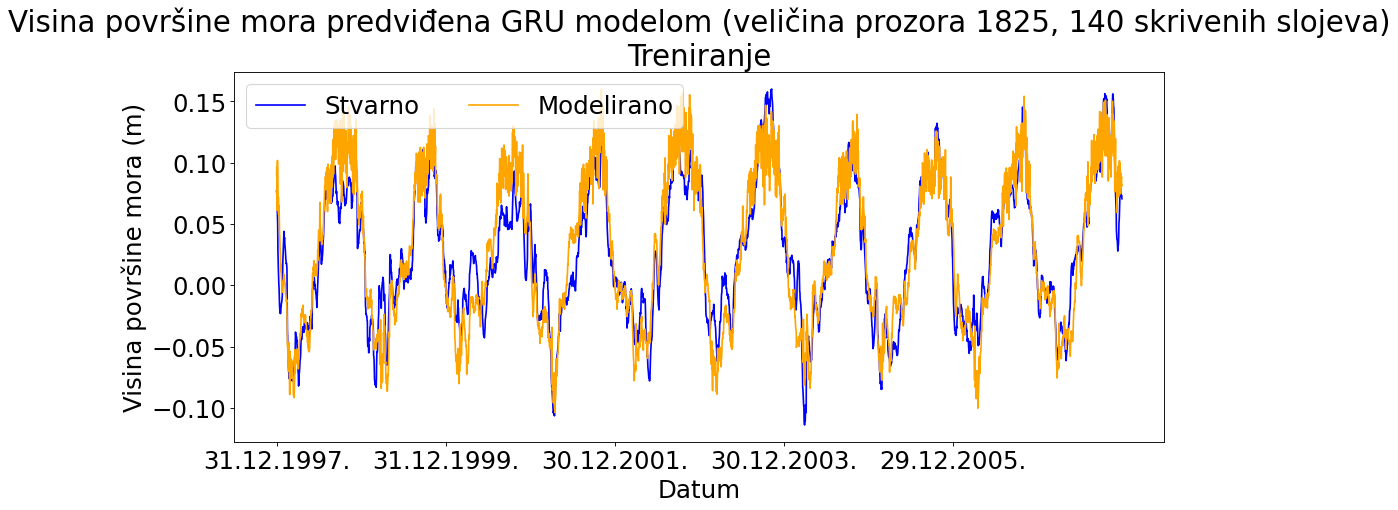 Visina površine mora predviđena GRU modelom (veličina prozora 1825, 140 skrivenih slojeva)
Treniranje
Stvarno Modelirano
Visina površine mora (m)
0.15
0.10
0.05
0.00
−0.05
−0.10
31.12.1997. 31.12.1999. 30.12.2001. 30.12.2003. 29.12.2005.
Datum